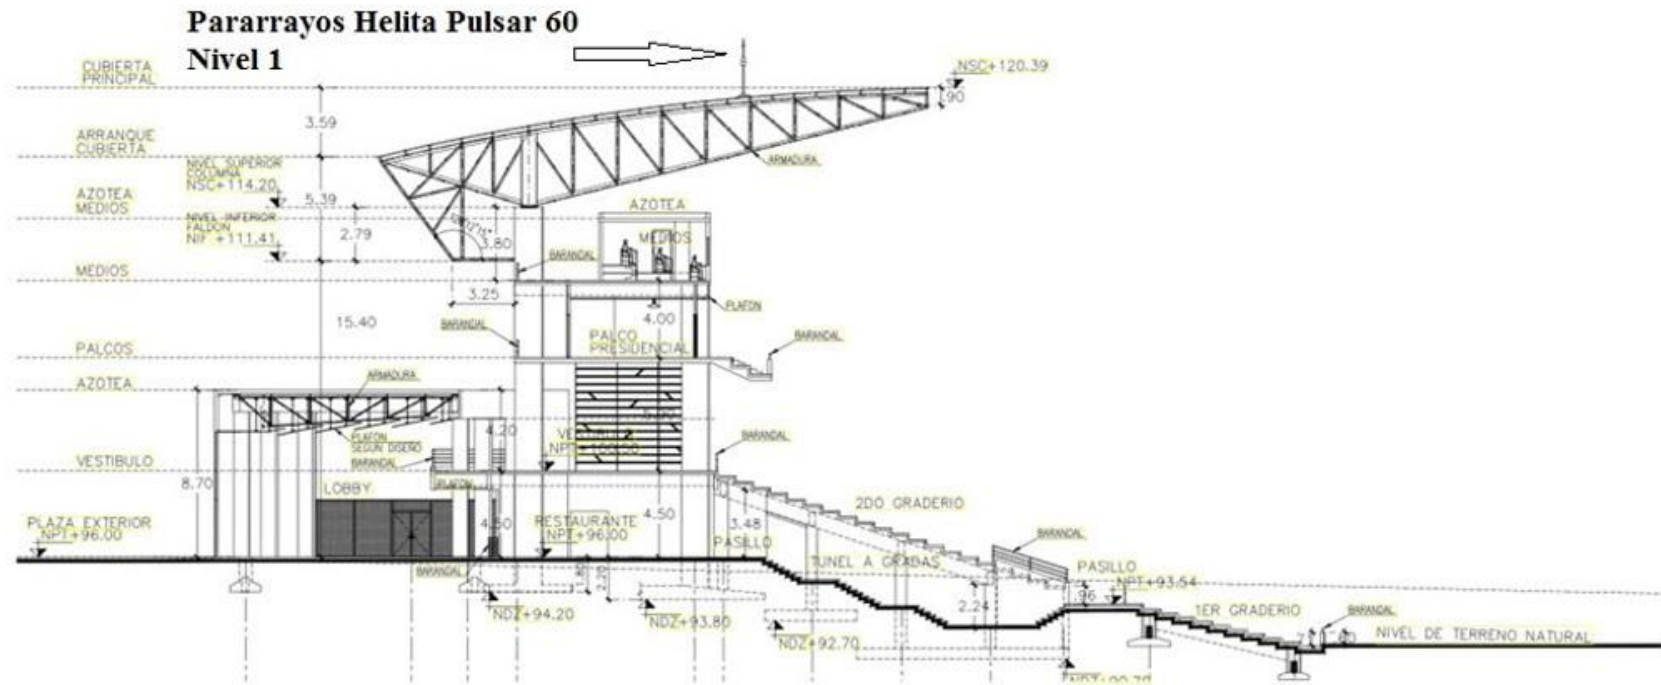 Pararrayos Helita Pulsar 60
Nivel 1
CUBIERTA
PRINCIPAL
NSC+120.39
.90
3.59
ARRANQUE
CUBIERTA
NIVEL SUPERIOR
COLUMNA
NSC+114.20
ARMADURA
AZOTEA
MEDIOS
5.39
NIVEL INFERIOR
FALDON
NIF.+111.41
2.79
3.80
AZOTEA
MEDIOS
BARANDAL
MEDIOS
3.25
PLAFON
15.40
BARANDAL
4.00
PALCO
PRESIDENCIAL
BARANDAL
PALCOS
AZOTEA
ARMADURA
PLAFON
SEGUN DISEÑO
BARANDAL
4.20
BARANDAL
VESTIBULO
8.70
LOBBY
PLAFON
2DO GRADERIO
PLAZA EXTERIOR
NPT+96.00
4.50
RESTAURANTE
NPT+96.00
4.50
3.48
PASILLO
BARANDAL
TUNEL A GRADAS
PASILLO
NPT+93.54
BARANDAL
2.20
.96
2.24
NDZ+94.20
NDZ+93.80
NDZ+92.70
1ER GRADERIO
BARANDAL
NIVEL DE TERRENO NATURAL